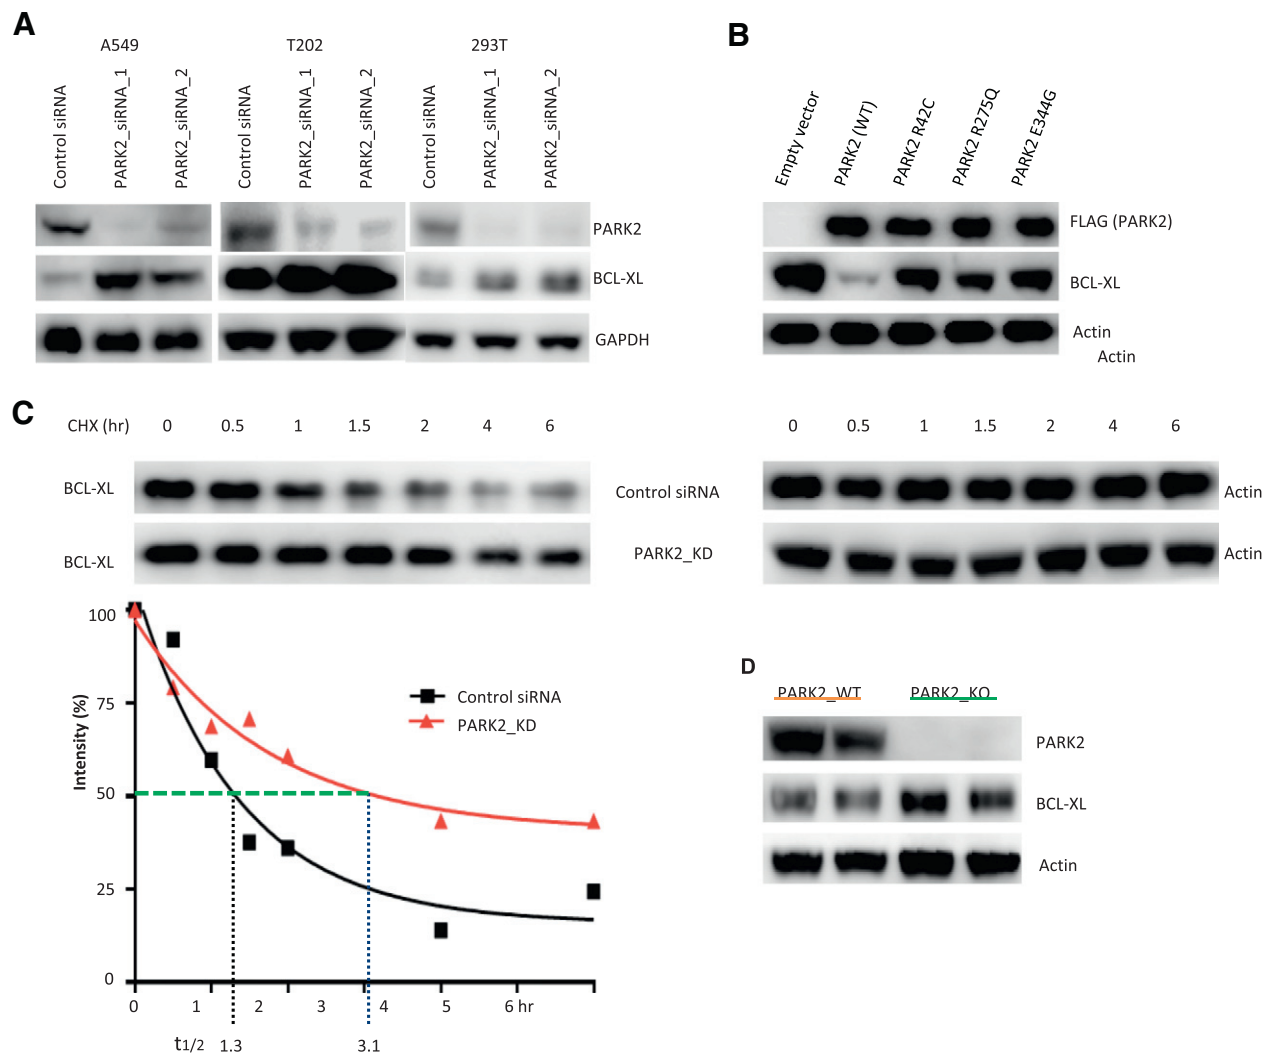 A
A549 T202 293T
Control siRNA PARK2_siRNA_1 PARK2_siRNA_2 Control siRNA PARK2_siRNA_1 PARK2_siRNA_2 Control siRNA PARK2_siRNA_1 PARK2_siRNA_2
PARK2
BCL-XL
GAPDH
B
Empty vector PARK2 (WT) PARK2 R42C PARK2 R275Q PARK2 E344G
FLAG (PARK2)
BCL-XL
Actin
Actin
C
CHX (hr) 0 0.5 1 1.5 2 4 6 0 0.5 1 1.5 2 4 6
BCL-XL Control siRNA Actin
BCL-XL PARK2_KD Actin
100
75
50
25
0
Intensity (%)
Control siRNA
PARK2_KD
0 1 2 3 4 5 6 hr
t1/2 1.3 3.1
D
PARK2_WT PARK2_KO
PARK2
BCL-XL
Actin